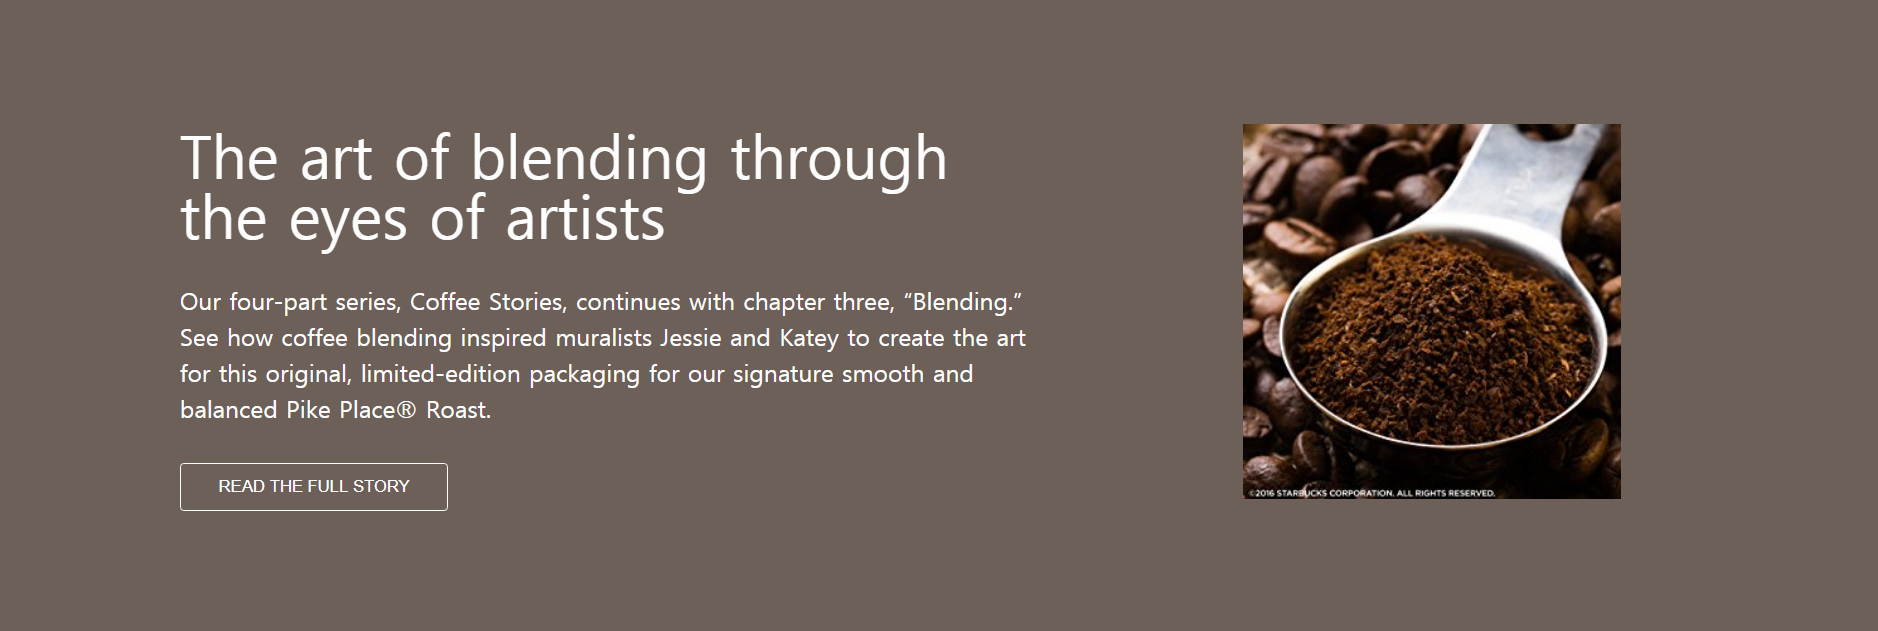 The art of blending through
the eyes of artists
Our four-part series, Coffee Stories, continues with chapter three, “Blending.”
See how coffee blending inspired muralists Jessie and Katey to create the art
for this original, limited-edition packaging for our signature smooth and
balanced Pike Place® Roast.
READ THE FULL STORY
©2016 STARBUCKS CORPORATION. ALL RIGHTS RESERVED.